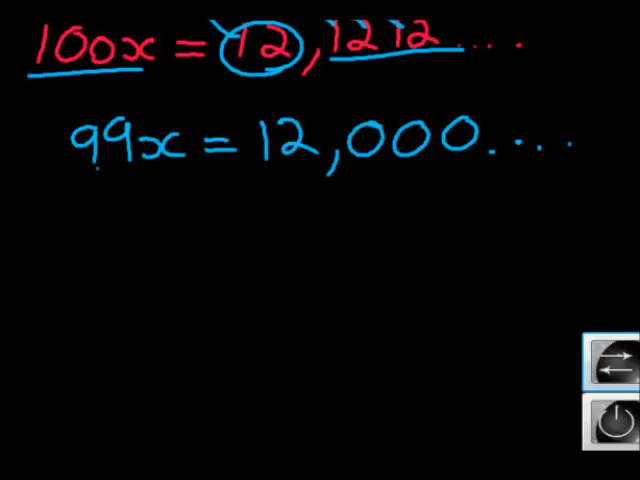 100x = 12,1212....
99x = 12,000....